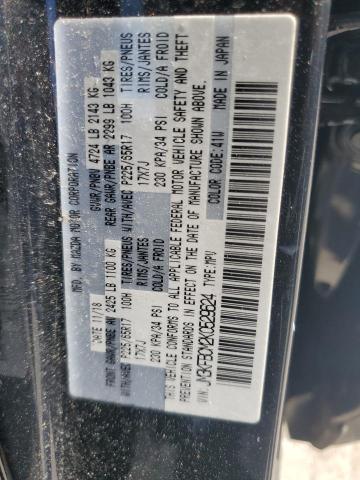 MFD. BY MAZDA MOTOR CORPORATION
DATE 11/18 GVWR/PNBV 4724 LB 2143 KG
FRONT GAWR/PNBE AV 2425 LB 1100 KG REAR GAWR/PNBE AR 2299 LB 1043 KG
WITH/AVEC P225/65R17 100H TIRES/PNEUS WITH/AVEC P225/65R17 100H TIRES/PNEUS
17X7J RIMS/JANTES 17X7J RIMS/JANTES
230 KPA/34 PSI COLD/A FROID 230 KPA/34 PSI COLD/A FROID
THIS VEHICLE CONFORMS TO ALL APPLICABLE FEDERAL MOTOR VEHICLE SAFETY AND THEFT
PREVENTION STANDARDS IN EFFECT ON THE DATE OF MANUFACTURE SHOWN ABOVE.
MADE IN JAPAN
VIN: TYPE:MPV COLOR CODE:41W